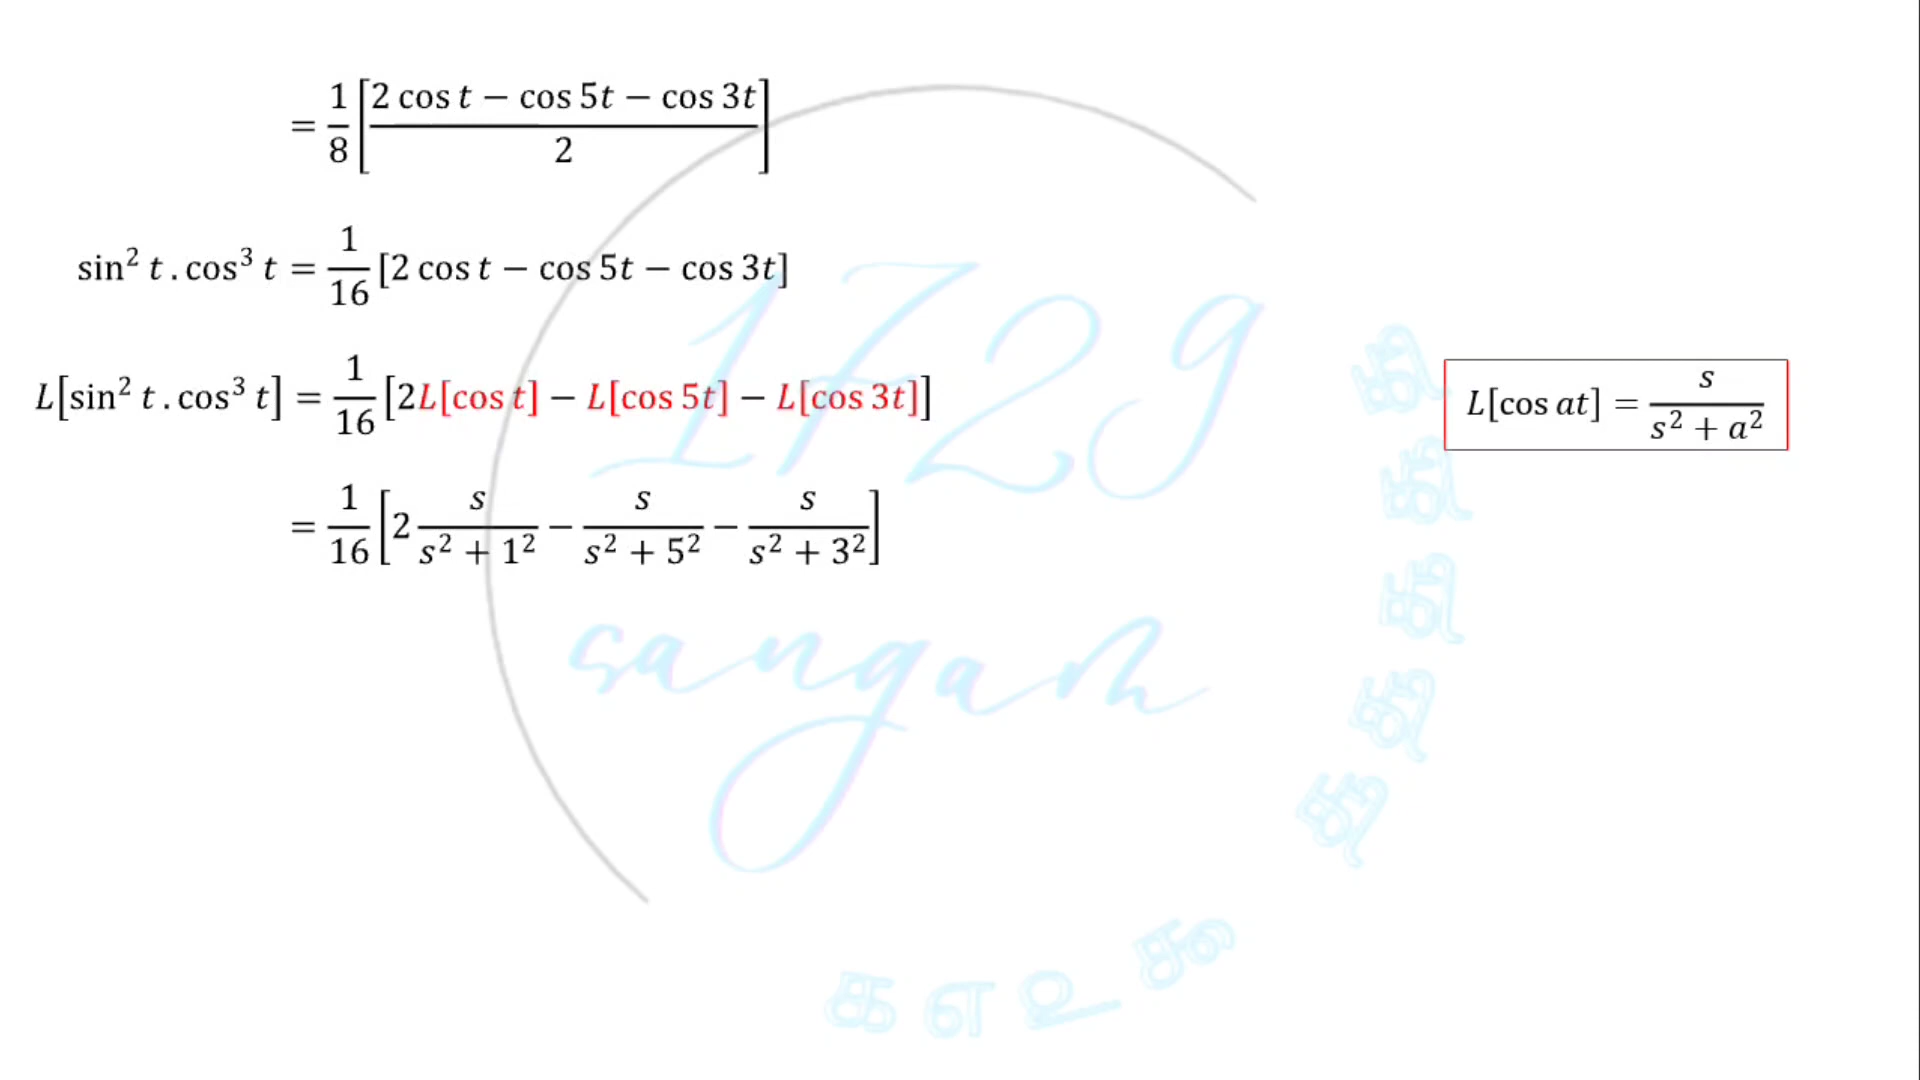 = 1/8 [(2 cos t − cos 5t − cos 3t)/2]
sin² t . cos³ t = 1/16 [2 cos t − cos 5t − cos 3t]
L[sin² t . cos³ t] = 1/16 [2L[cos t] − L[cos 5t] − L[cos 3t]]
L[cos at] = s/(s² + a²)
= 1/16 [2 s/(s² + 1²) − s/(s² + 5²) − s/(s² + 3²)]
1729
sangam